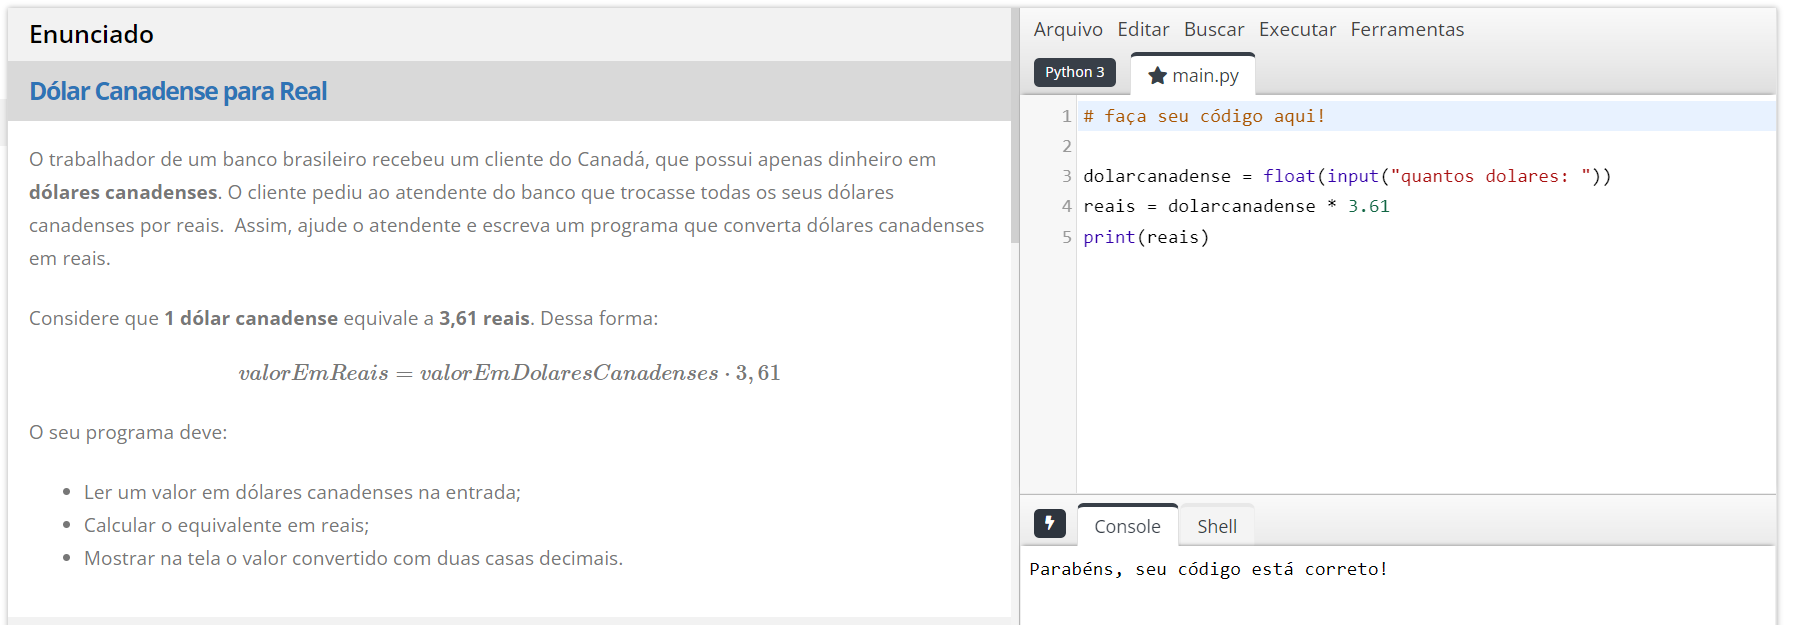 Enunciado
Dólar Canadense para Real
O trabalhador de um banco brasileiro recebeu um cliente do Canadá, que possui apenas dinheiro em
dólares canadenses. O cliente pediu ao atendente do banco que trocasse todas os seus dólares
canadenses por reais.  Assim, ajude o atendente e escreva um programa que converta dólares canadenses
em reais.
Considere que 1 dólar canadense equivale a 3,61 reais. Dessa forma:
valorEmReais = valorEmDolaresCanadenses · 3, 61
O seu programa deve:
• Ler um valor em dólares canadenses na entrada;
• Calcular o equivalente em reais;
• Mostrar na tela o valor convertido com duas casas decimais.
Arquivo Editar Buscar Executar Ferramentas
Python 3 main.py
1 # faça seu código aqui!
2
3 dolarcanadense = float(input("quantos dolares: "))
4 reais = dolarcanadense * 3.61
5 print(reais)
Console Shell
Parabéns, seu código está correto!